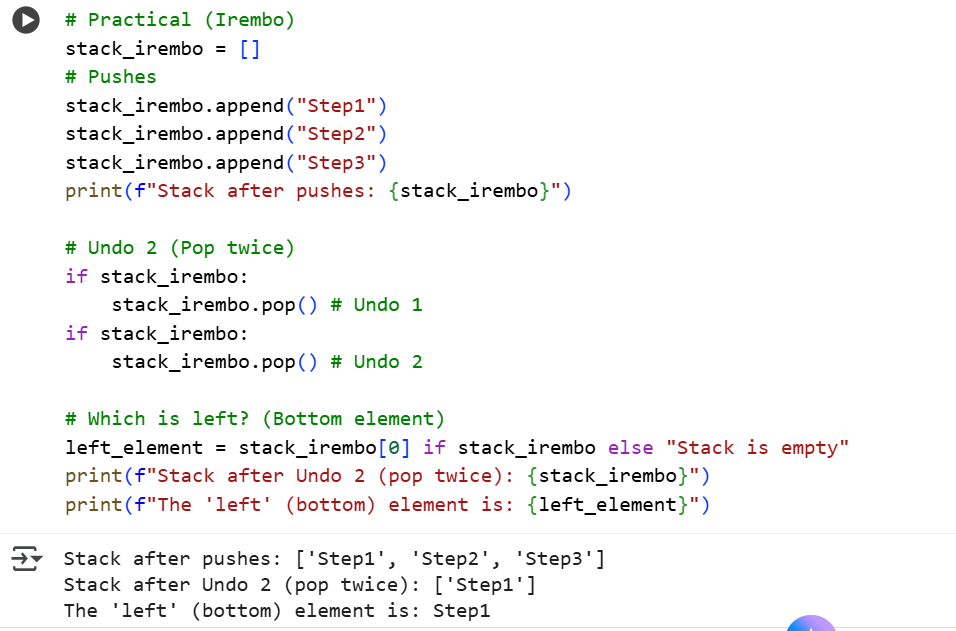 # Practical (Irembo)
stack_irembo = []
# Pushes
stack_irembo.append("Step1")
stack_irembo.append("Step2")
stack_irembo.append("Step3")
print(f"Stack after pushes: {stack_irembo}")

# Undo 2 (Pop twice)
if stack_irembo:
    stack_irembo.pop() # Undo 1
if stack_irembo:
    stack_irembo.pop() # Undo 2

# Which is left? (Bottom element)
left_element = stack_irembo[0] if stack_irembo else "Stack is empty"
print(f"Stack after Undo 2 (pop twice): {stack_irembo}")
print(f"The 'left' (bottom) element is: {left_element}")
Stack after pushes: ['Step1', 'Step2', 'Step3']
Stack after Undo 2 (pop twice): ['Step1']
The 'left' (bottom) element is: Step1